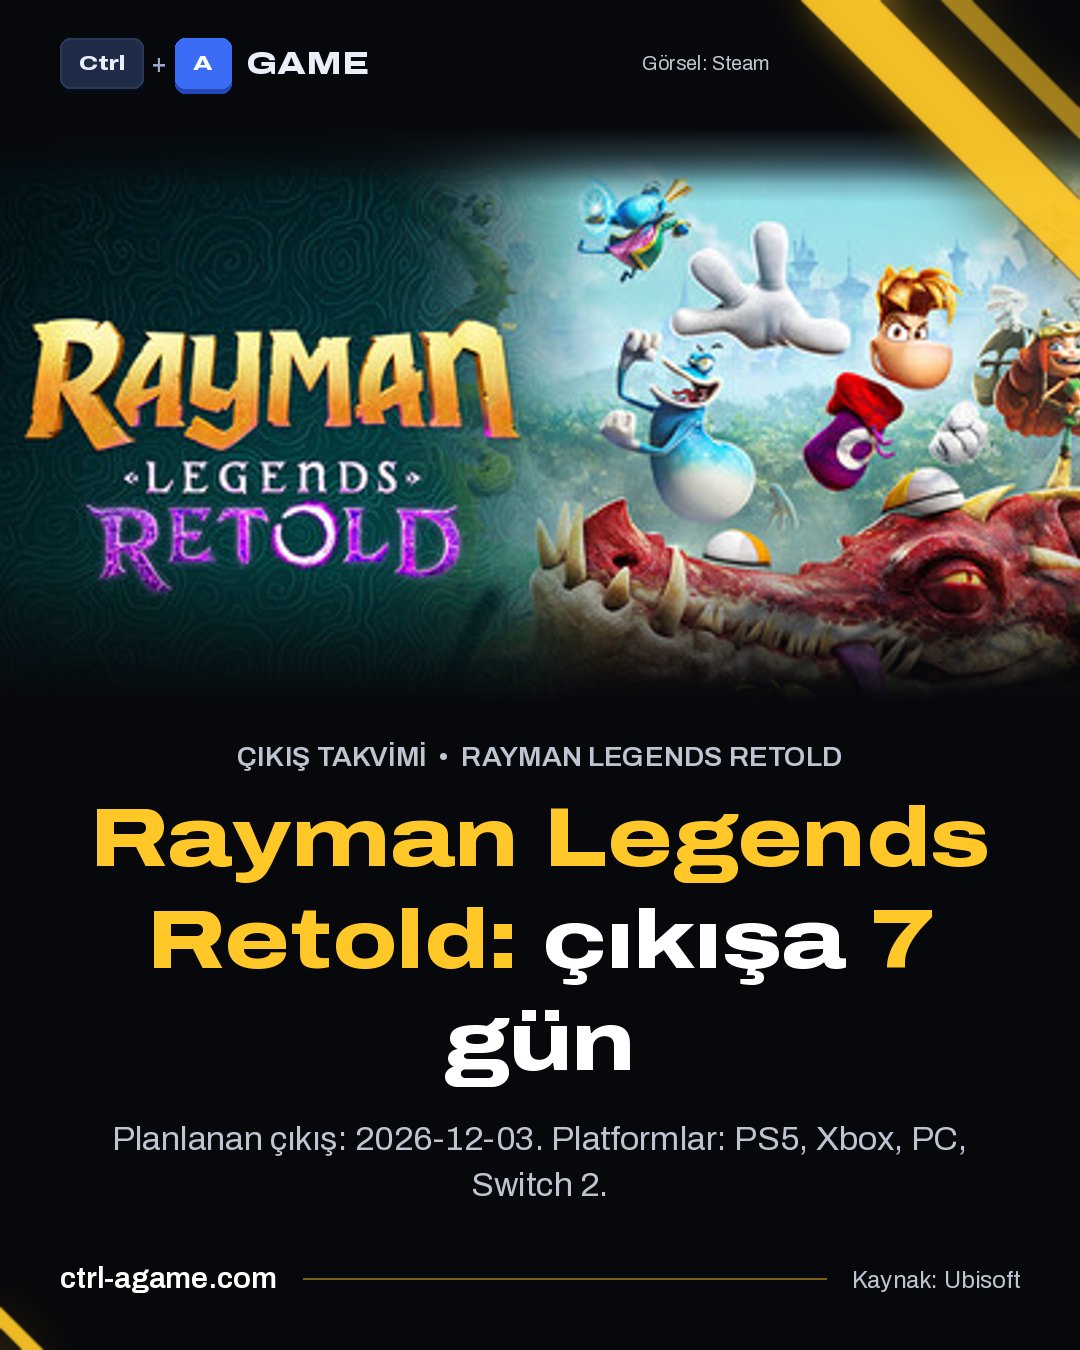 Ctrl + A GAME
Görsel: Steam
RAYMAN
LEGENDS
RETOLD
ÇIKIŞ TAKVİMİ • RAYMAN LEGENDS RETOLD
Rayman Legends
Retold: çıkışa 7
gün
Planlanan çıkış: 2026-12-03. Platformlar: PS5, Xbox, PC,
Switch 2.
ctrl-agame.com
Kaynak: Ubisoft